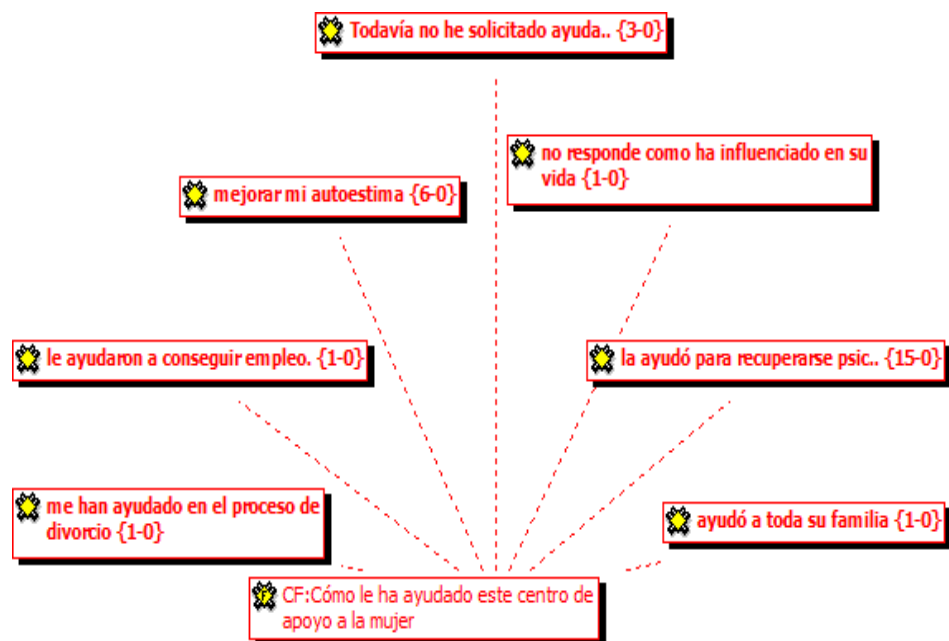 Todavía no he solicitado ayuda.. {3-0}
no responde como ha influenciado en su
vida {1-0}
mejorar mi autoestima {6-0}
le ayudaron a conseguir empleo. {1-0}
la ayudó para recuperarse psic.. {15-0}
me han ayudado en el proceso de
divorcio {1-0}
ayudó a toda su familia {1-0}
CF:Cómo le ha ayudado este centro de
apoyo a la mujer